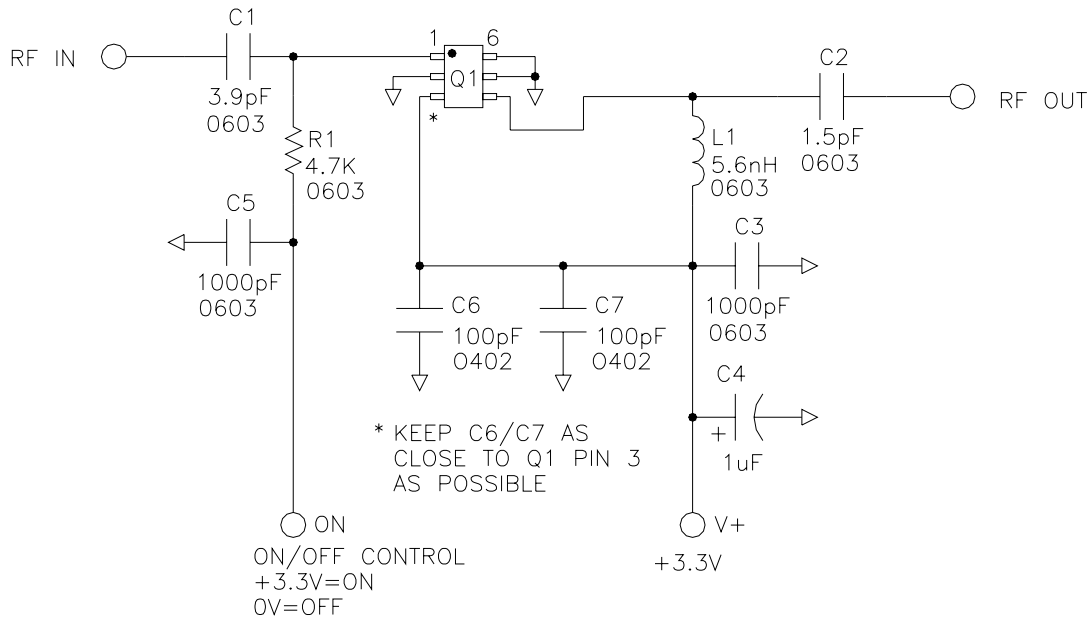 C1
RF IN
3.9pF
0603
1 6
Q1
*
C2
RF OUT
1.5pF
0603
R1
4.7K
0603
L1
5.6nH
0603
C5
1000pF
0603
C3
1000pF
0603
C6
100pF
0402
C7
100pF
0402
C4
+
1uF
* KEEP C6/C7 AS
CLOSE TO Q1 PIN 3
AS POSSIBLE
ON
ON/OFF CONTROL
+3.3V=ON
0V=OFF
V+
+3.3V